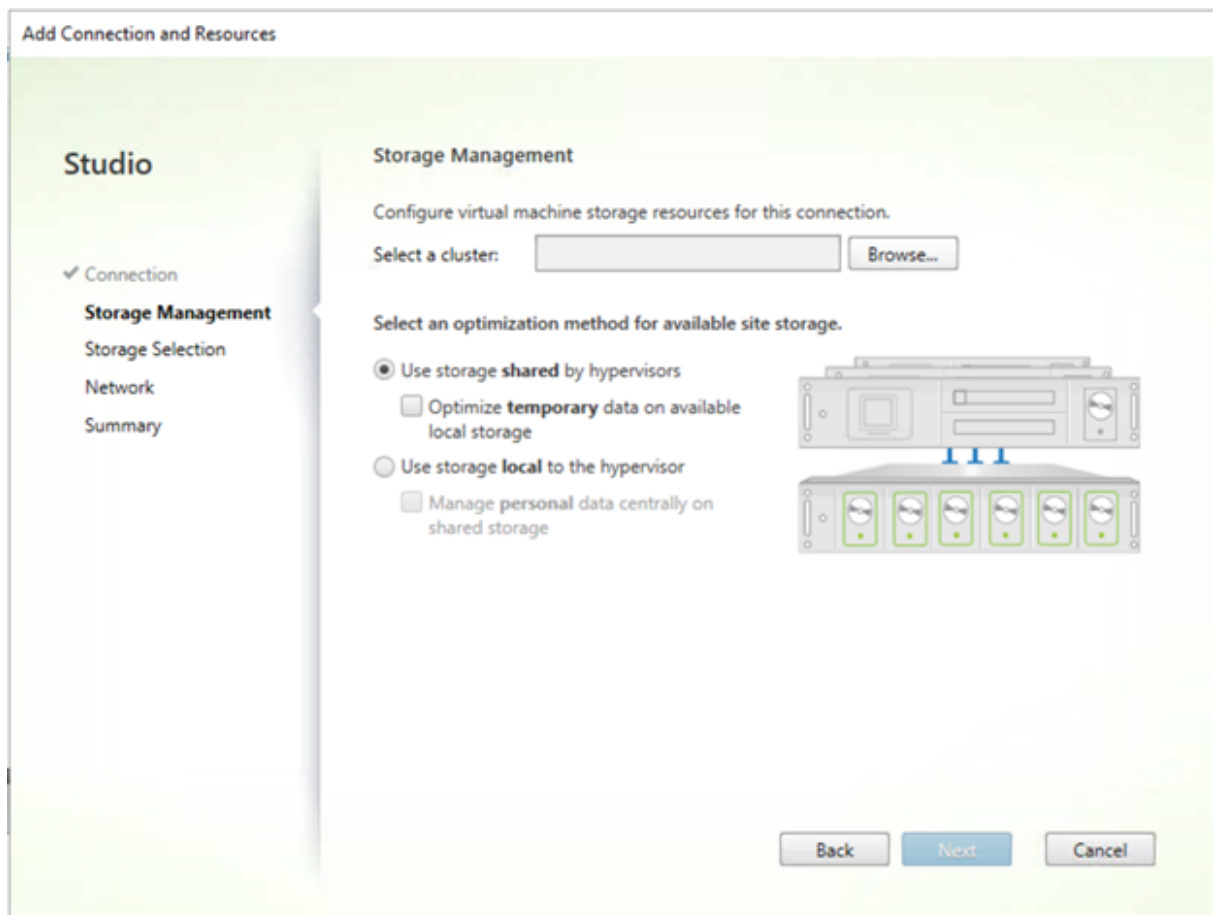 Add Connection and Resources
Studio
Connection
Storage Management
Storage Selection
Network
Summary
Storage Management
Configure virtual machine storage resources for this connection.
Select a cluster:
Browse...
Select an optimization method for available site storage.
Use storage shared by hypervisors
Optimize temporary data on available
local storage
Use storage local to the hypervisor
Manage personal data centrally on
shared storage
Back
Next
Cancel